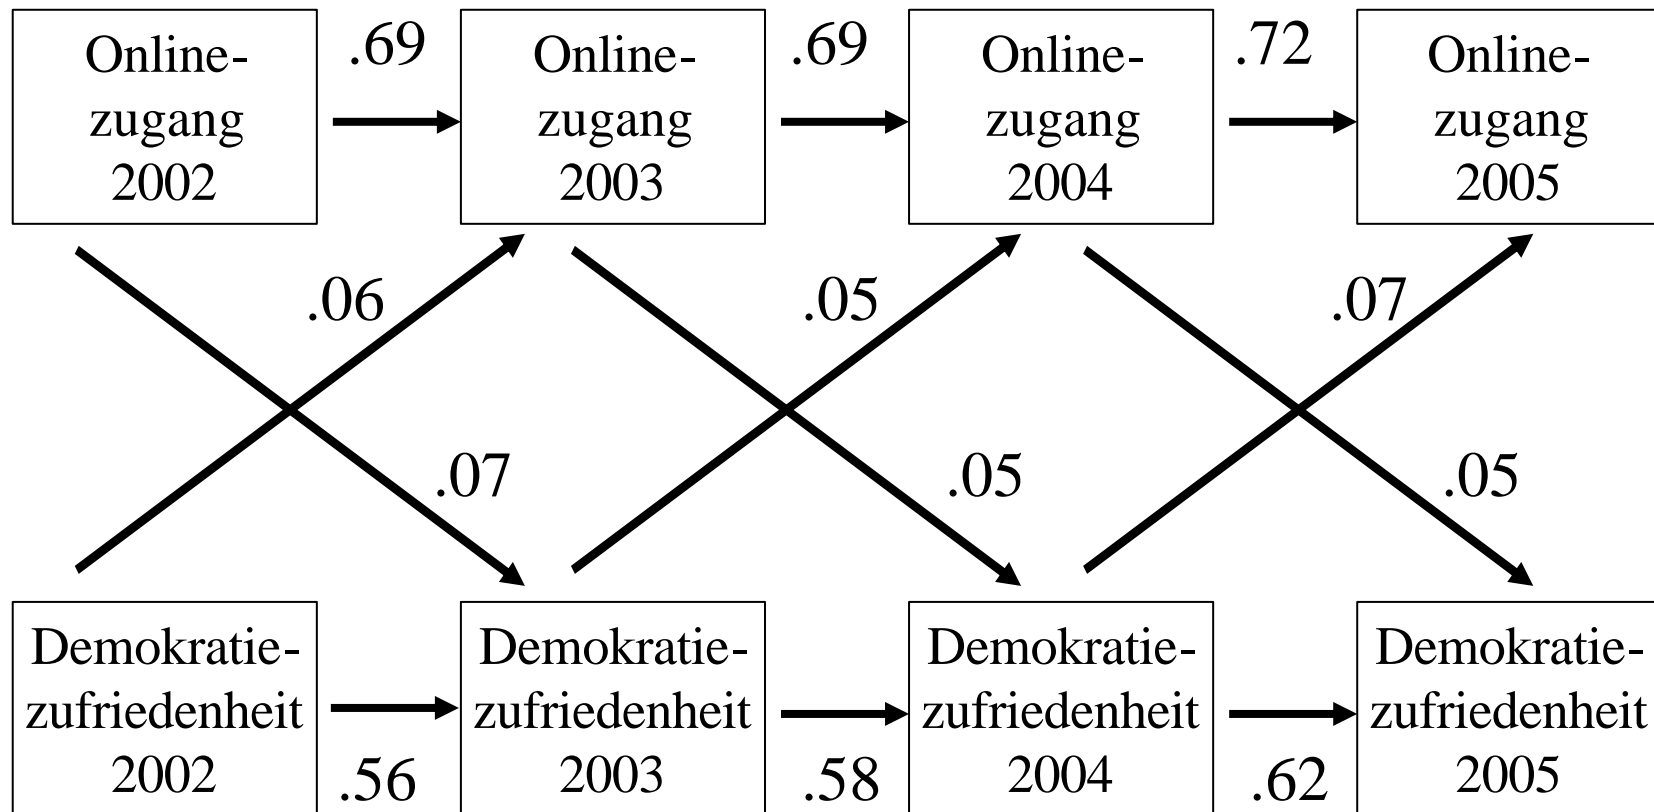 Online-
zugang
2002
.69
Online-
zugang
2003
.69
Online-
zugang
2004
.72
Online-
zugang
2005
.06
.05
.07
.07
.05
.05
Demokratie-
zufriedenheit
2002
.56
Demokratie-
zufriedenheit
2003
.58
Demokratie-
zufriedenheit
2004
.62
Demokratie-
zufriedenheit
2005